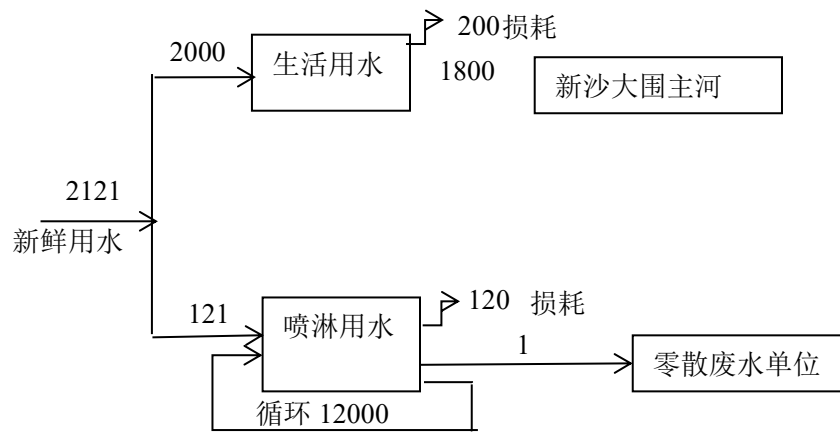 200损耗
2000
生活用水
1800
新沙大围主河
2121
新鲜用水
121
喷淋用水
120 损耗
1
零散废水单位
循环 12000